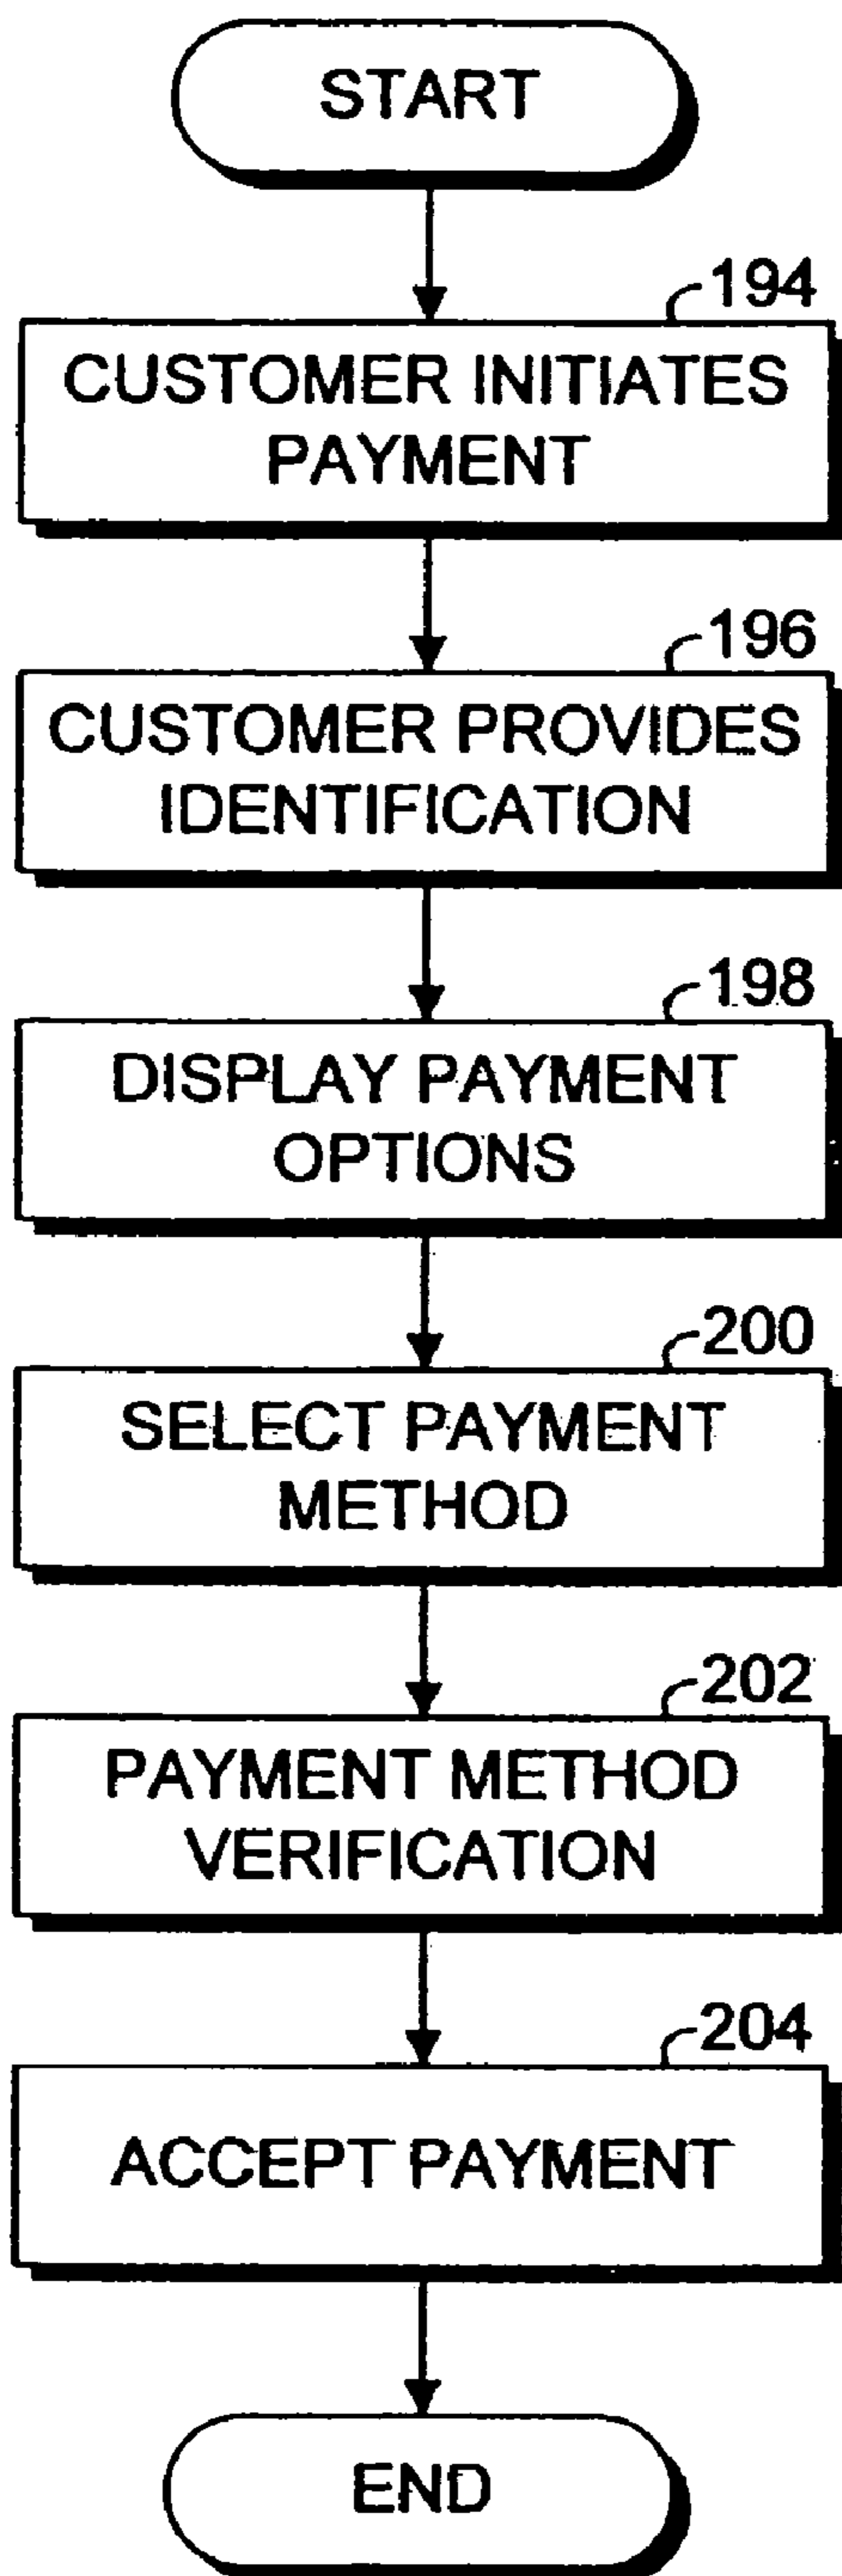 START
194
CUSTOMER INITIATES
PAYMENT
196
CUSTOMER PROVIDES
IDENTIFICATION
198
DISPLAY PAYMENT
OPTIONS
200
SELECT PAYMENT
METHOD
202
PAYMENT METHOD
VERIFICATION
204
ACCEPT PAYMENT
END